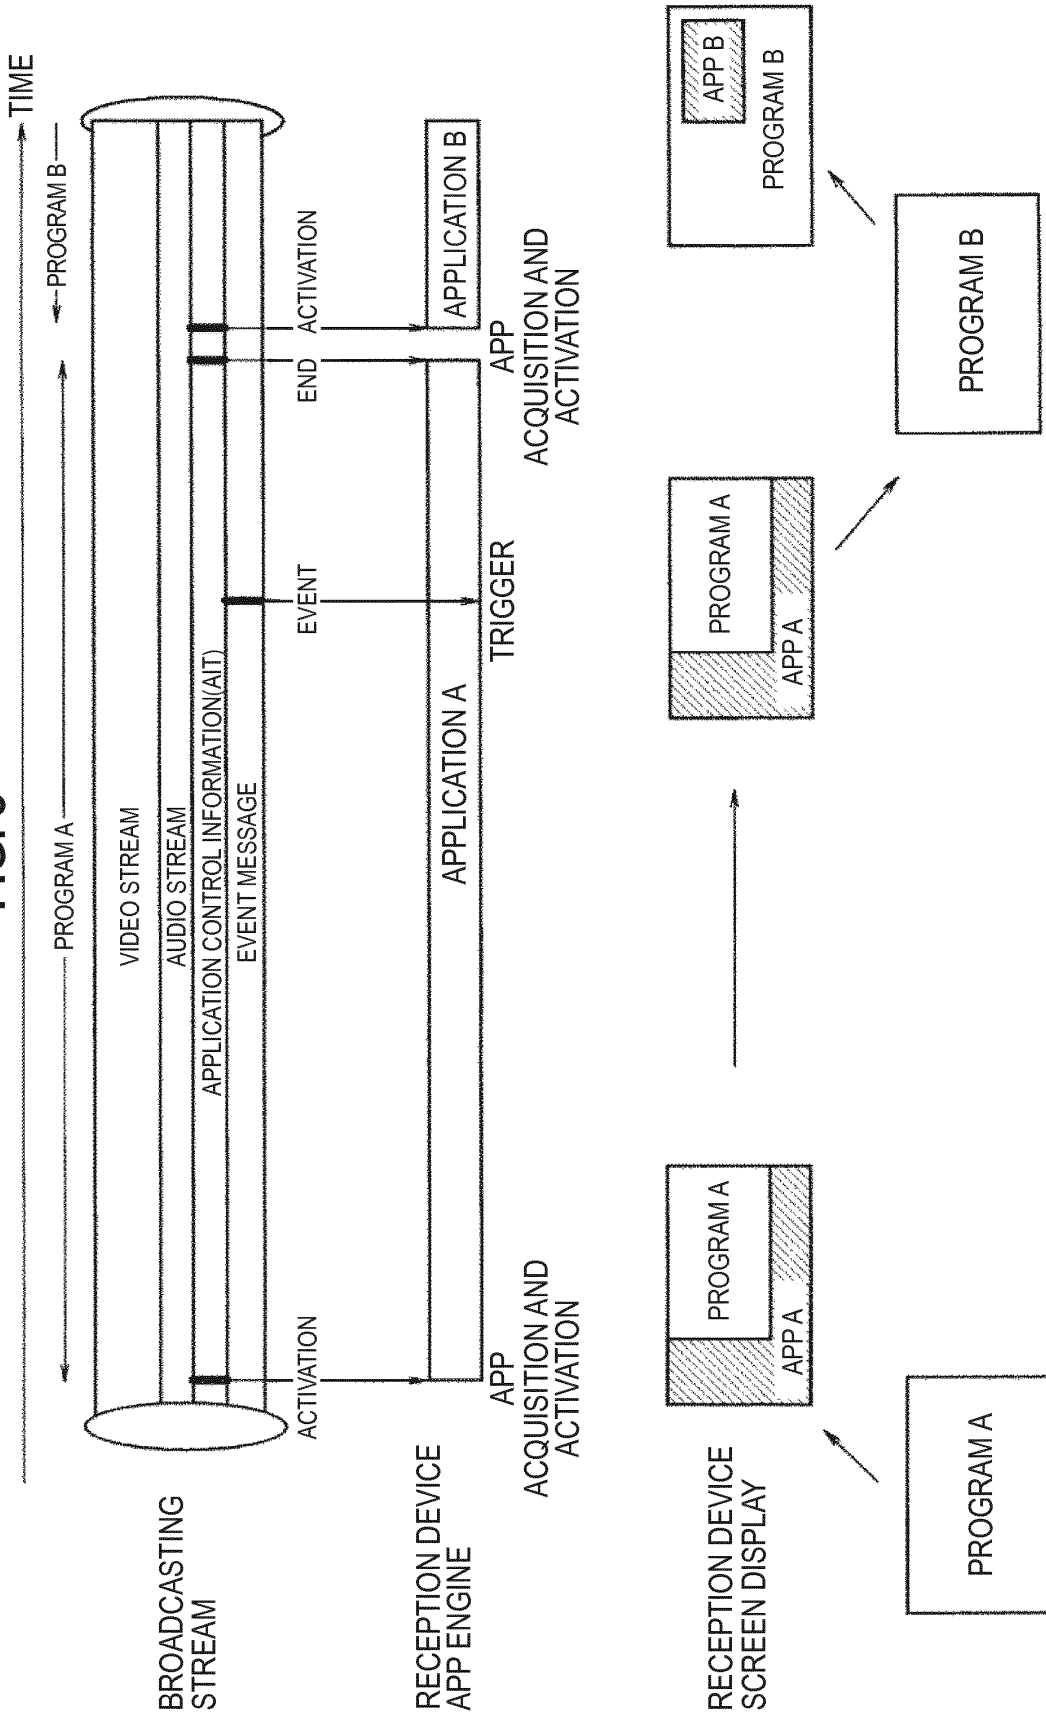 TIME
PROGRAM A
PROGRAM B
BROADCASTING
STREAM
VIDEO STREAM
AUDIO STREAM
APPLICATION CONTROL INFORMATION(AIT)
EVENT MESSAGE
ACTIVATION
EVENT
END
ACTIVATION
RECEPTION DEVICE
APP ENGINE
APPLICATION A
APPLICATION B
APP
ACQUISITION AND
ACTIVATION
TRIGGER
APP
ACQUISITION AND
ACTIVATION
RECEPTION DEVICE
SCREEN DISPLAY
PROGRAM A
APP A
PROGRAM A
APP A
APP B
PROGRAM B
PROGRAM A
PROGRAM B